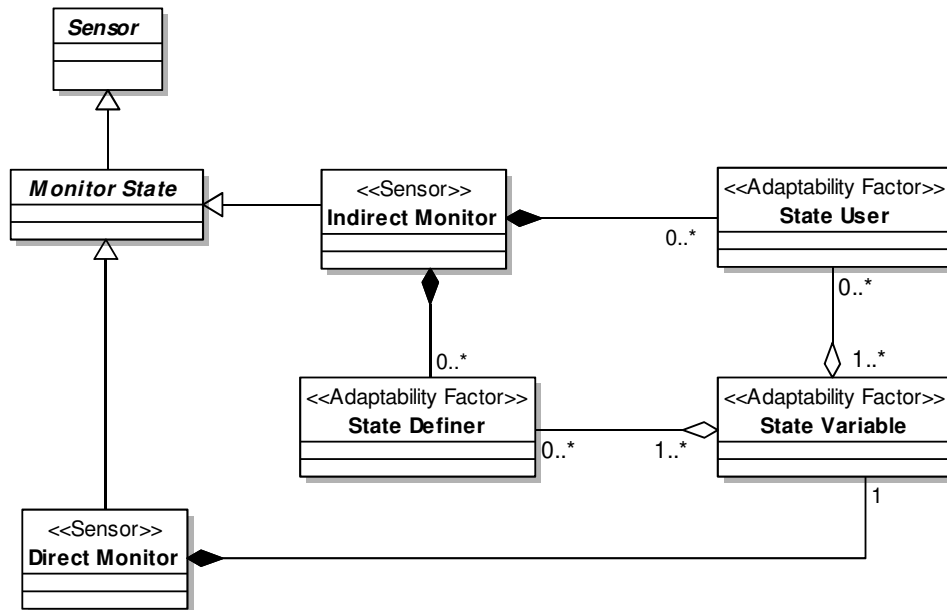 Sensor
Monitor State
<<Sensor>>
Indirect Monitor
<<Adaptability Factor>>
State User
0..*
0..*
0..*
1..*
<<Adaptability Factor>>
State Definer
<<Adaptability Factor>>
State Variable
0..*
1..*
1
<<Sensor>>
Direct Monitor